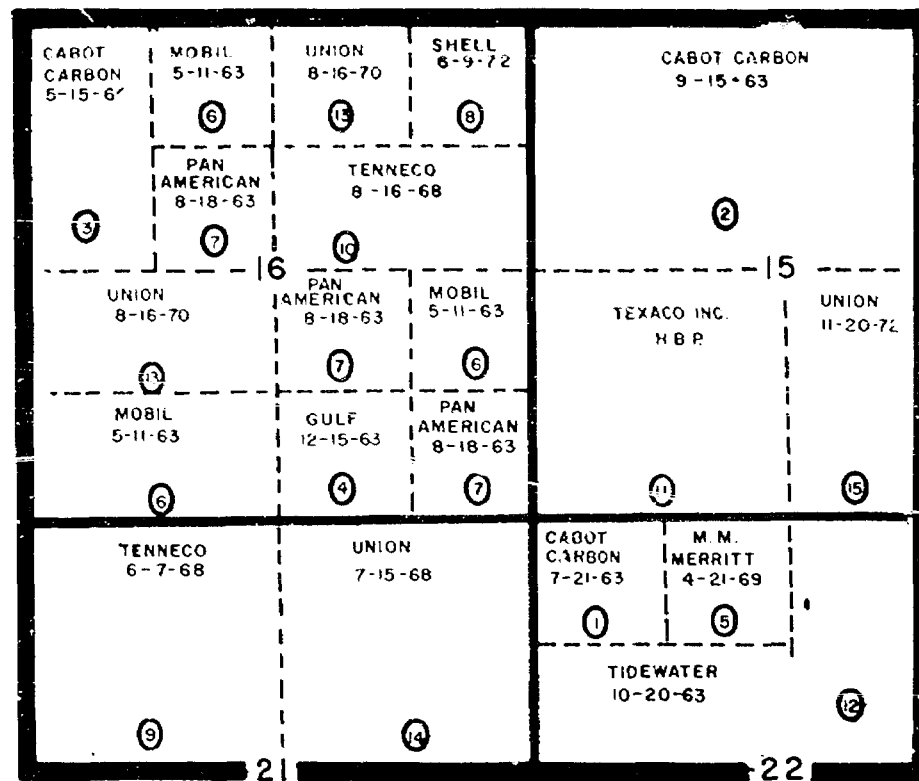 CABOT
CARBON
MOBIL
5-11-63
6
UNION
8-16-70
13
SHELL
6-9-72
8
CABOT CARBON
9-15-63
2
3
PAN
AMERICAN
8-18-63
7
TENNECO
8-16-68
10
16
15
UNION
8-16-70
13
PAN
AMERICAN
8-18-63
7
MOBIL
5-11-63
6
TEXACO INC.
H B P.
11
UNION
15
MOBIL
5-11-63
6
GULF
12-15-63
4
PAN
AMERICAN
8-18-63
7
TENNECO
6-7-68
9
UNION
7-15-68
14
CABOT
CARBON
7-21-63
1
M. M.
MERRITT
4-21-69
5
TIDEWATER
10-20-63
12
21
22